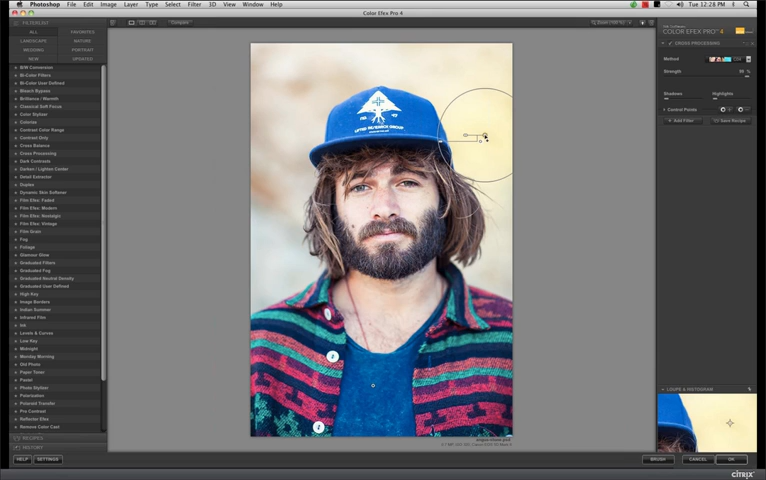 Photoshop File Edit Image Layer Type Select Filter 3D View Window Help
Tue 12:28 PM
Color Efex Pro 4
FILTER LIST
Compare
Zoom (100 %)
ALL FAVORITES
LANDSCAPE NATURE
WEDDING PORTRAIT
NEW UPDATED
B/W Conversion
Bi-Color Filters
Bi-Color User Defined
Bleach Bypass
Brilliance / Warmth
Classical Soft Focus
Color Stylizer
Colorize
Contrast Color Range
Contrast Only
Cross Balance
Cross Processing
Dark Contrasts
Darken / Lighten Center
Detail Extractor
Duplex
Dynamic Skin Softener
Film Efex: Faded
Film Efex: Modern
Film Efex: Nostalgic
Film Efex: Vintage
Film Grain
Fog
Foliage
Glamour Glow
Graduated Filters
Graduated Fog
Graduated Neutral Density
Graduated User Defined
High Key
Image Borders
Indian Summer
Infrared Film
Ink
Levels & Curves
Low Key
Midnight
Monday Morning
Old Photo
Paper Toner
Pastel
Photo Stylizer
Polarization
Polaroid Transfer
Pro Contrast
Reflector Efex
Remove Color Cast
RECIPES
HISTORY
HELP SETTINGS
LIFTED RESEARCH GROUP
COLOR EFEX PRO 4
CROSS PROCESSING
Method
Strength
Shadows Highlights
Control Points
Add Filter Save Recipe
LOUPE & HISTOGRAM
BRUSH CANCEL OK
CITRIX